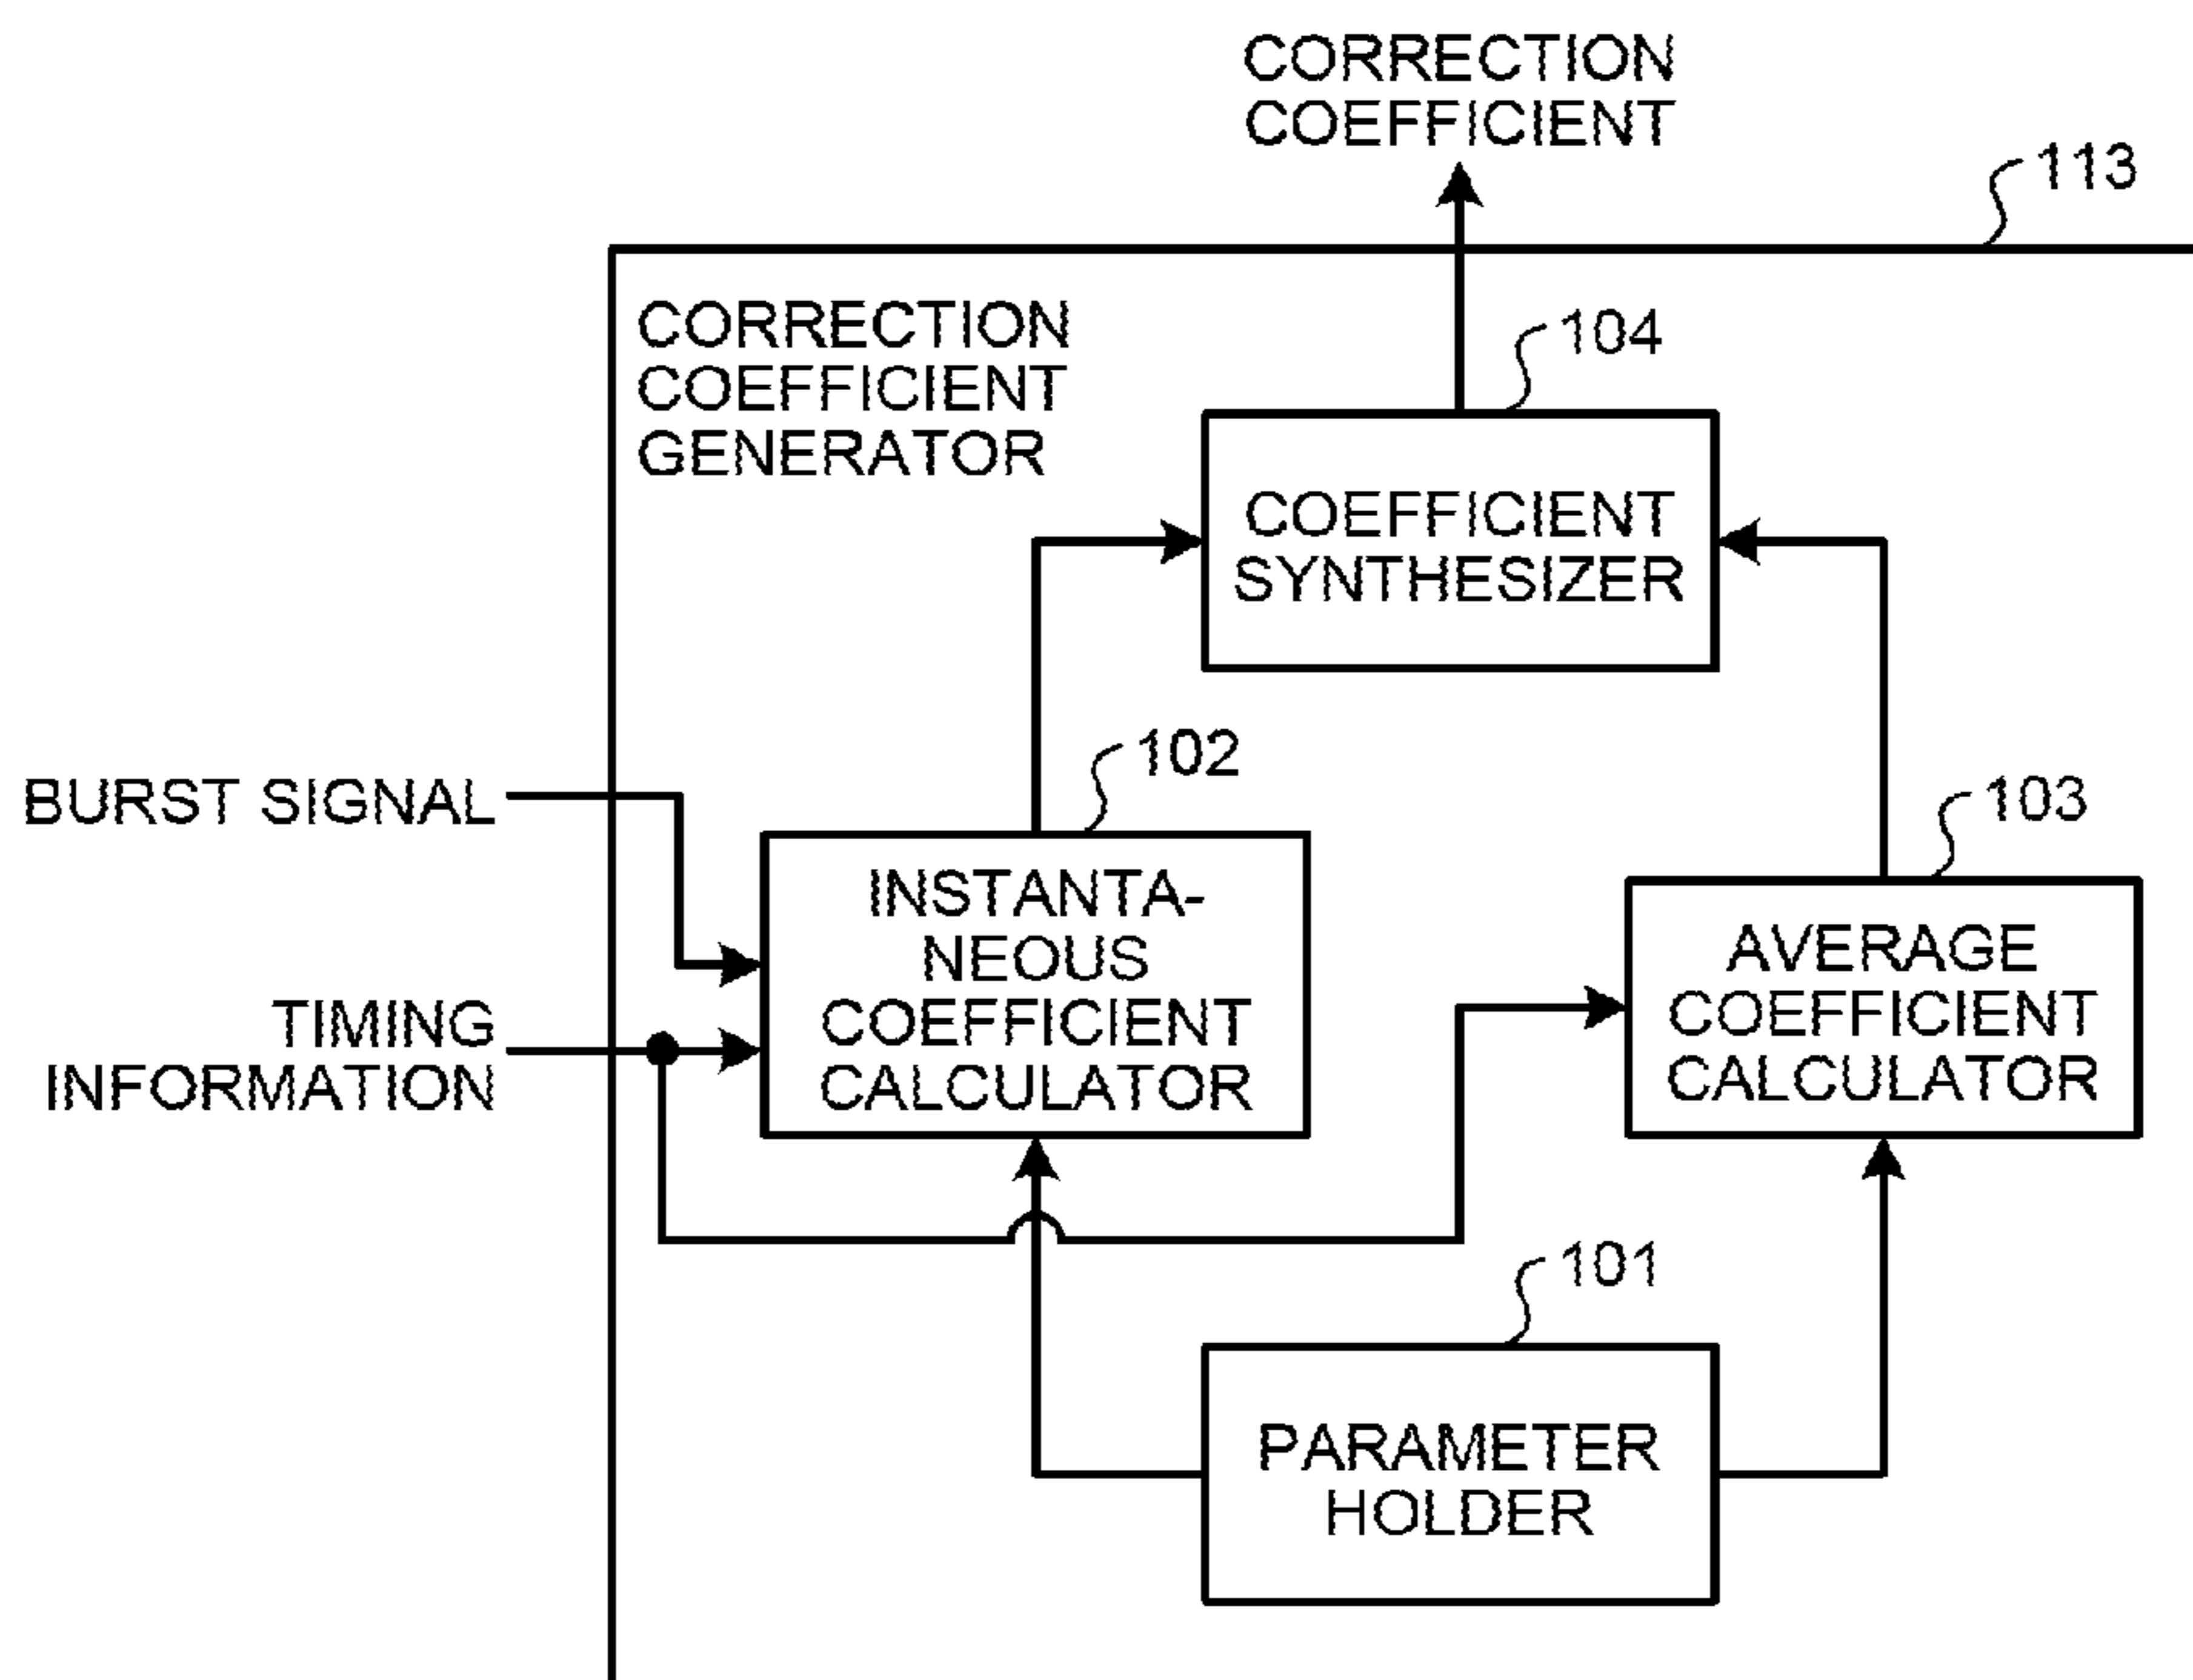 CORRECTION
COEFFICIENT
113
CORRECTION
COEFFICIENT
GENERATOR
104
COEFFICIENT
SYNTHESIZER
BURST SIGNAL
102
103
INSTANTA-
NEOUS
COEFFICIENT
CALCULATOR
AVERAGE
COEFFICIENT
CALCULATOR
TIMING
INFORMATION
101
PARAMETER
HOLDER